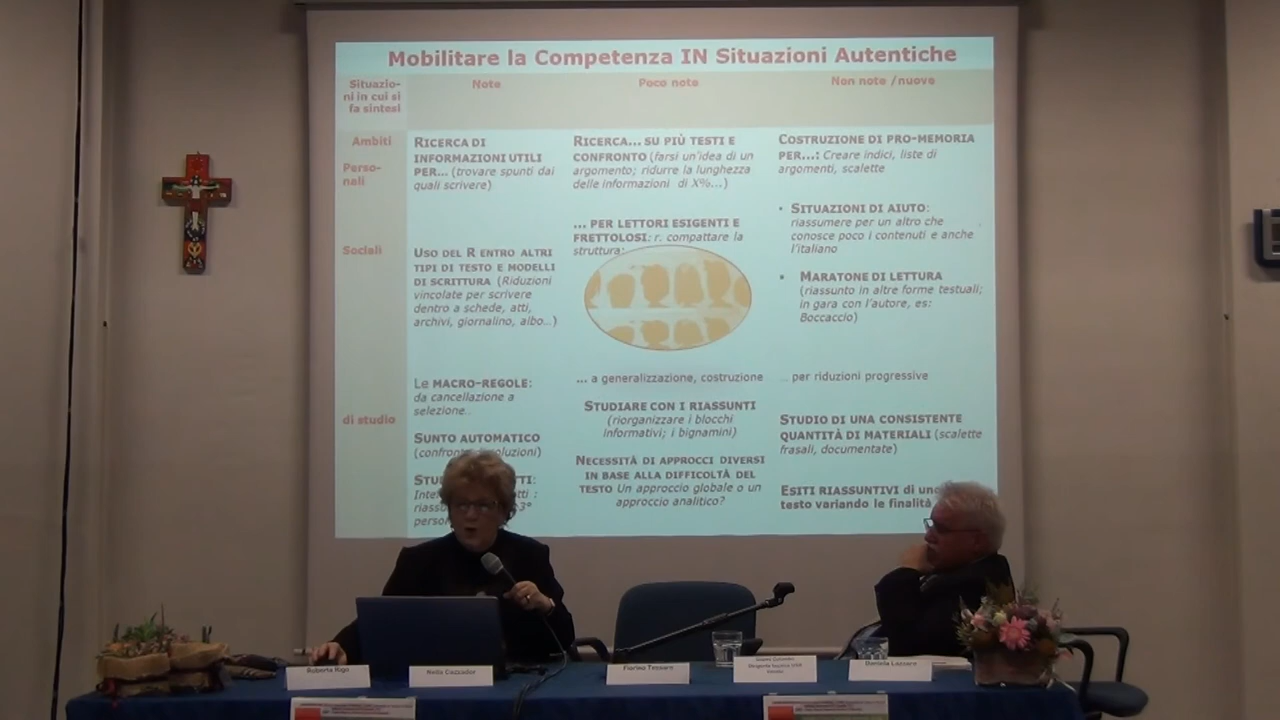 Mobilitare la Competenza IN Situazioni Autentiche
Situazio-
ni in cui si
fa sintesi
Note
Poco note
Non note /nuove
Ambiti
Perso-
nali
RICERCA DI
INFORMAZIONI UTILI
PER... (trovare spunti dai
quali scrivere)
RICERCA... SU PIÙ TESTI E
CONFRONTO (farsi un'idea di un
argomento; ridurre la lunghezza
delle informazioni di X%...)
COSTRUZIONE DI PRO-MEMORIA
PER...: Creare indici, liste di
argomenti, scalette
Sociali
USO DEL R ENTRO ALTRI
TIPI DI TESTO E MODELLI
DI SCRITTURA (Riduzioni
vincolate per scrivere
dentro a schede, atti,
archivi, giornalino, albo...)
... PER LETTORI ESIGENTI E
FRETTOLOSI: r. compattare la
struttura:
• SITUAZIONI DI AIUTO:
riassumere per un altro che
conosce poco i contenuti e anche
l'italiano
• MARATONE DI LETTURA
(riassunto in altre forme testuali;
in gara con l'autore, es:
Boccaccio)
di studio
Le MACRO-REGOLE:
da cancellazione a
selezione..
SUNTO AUTOMATICO
... a generalizzazione, costruzione
STUDIARE CON I RIASSUNTI
(riorganizzare i blocchi
informativi; i bignamini)
NECESSITÀ DI APPROCCI DIVERSI
IN BASE ALLA DIFFICOLTÀ DEL
TESTO Un approccio globale o un
approccio analitico?
per riduzioni progressive
STUDIO DI UNA CONSISTENTE
QUANTITÀ DI MATERIALI (scalette
frasali, documentate)
ESITI RIASSUNTIVI di uno
testo variando le finalità
Roberta Rigo
Nella Cazzador
Fiorino Tessaro
Daniela Lazzaro